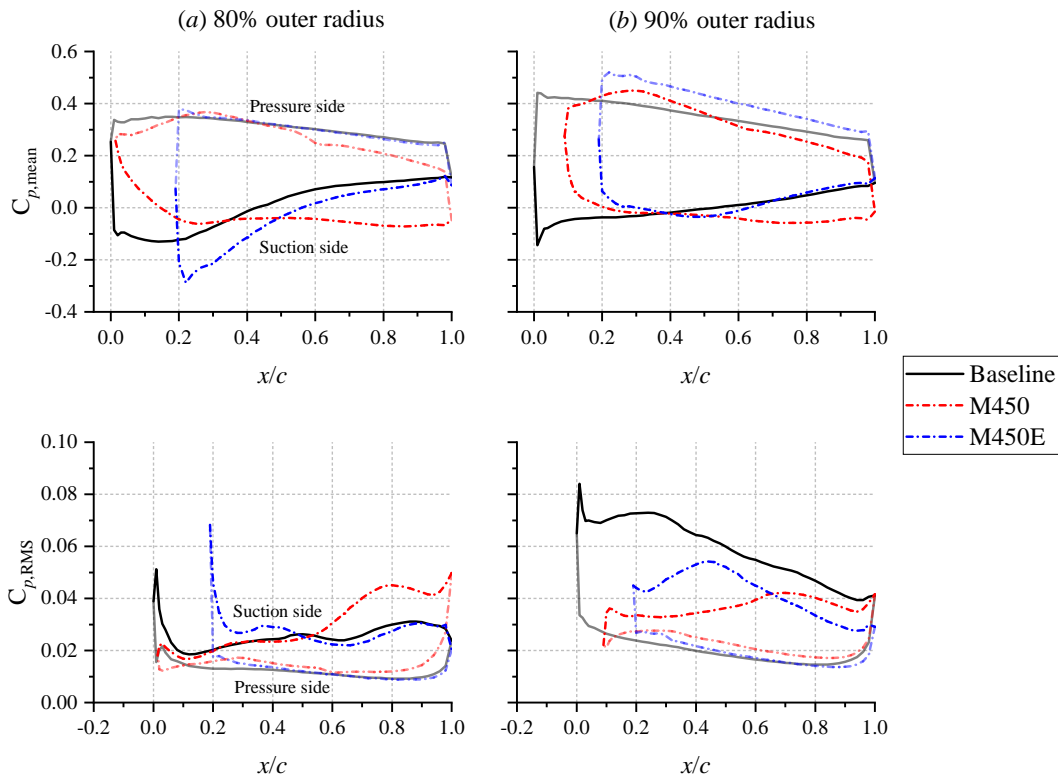 (a) 80% outer radius
(b) 90% outer radius
0.6
0.4
0.2
0.0
-0.2
-0.4
C_{p,mean}
Pressure side
Suction side
0.0 0.2 0.4 0.6 0.8 1.0
x/c
0.0 0.2 0.4 0.6 0.8 1.0
x/c
Baseline
M450
M450E
0.10
0.08
0.06
0.04
0.02
0.00
C_{p,RMS}
Suction side
Pressure side
-0.2 0.0 0.2 0.4 0.6 0.8 1.0
x/c
-0.2 0.0 0.2 0.4 0.6 0.8 1.0
x/c